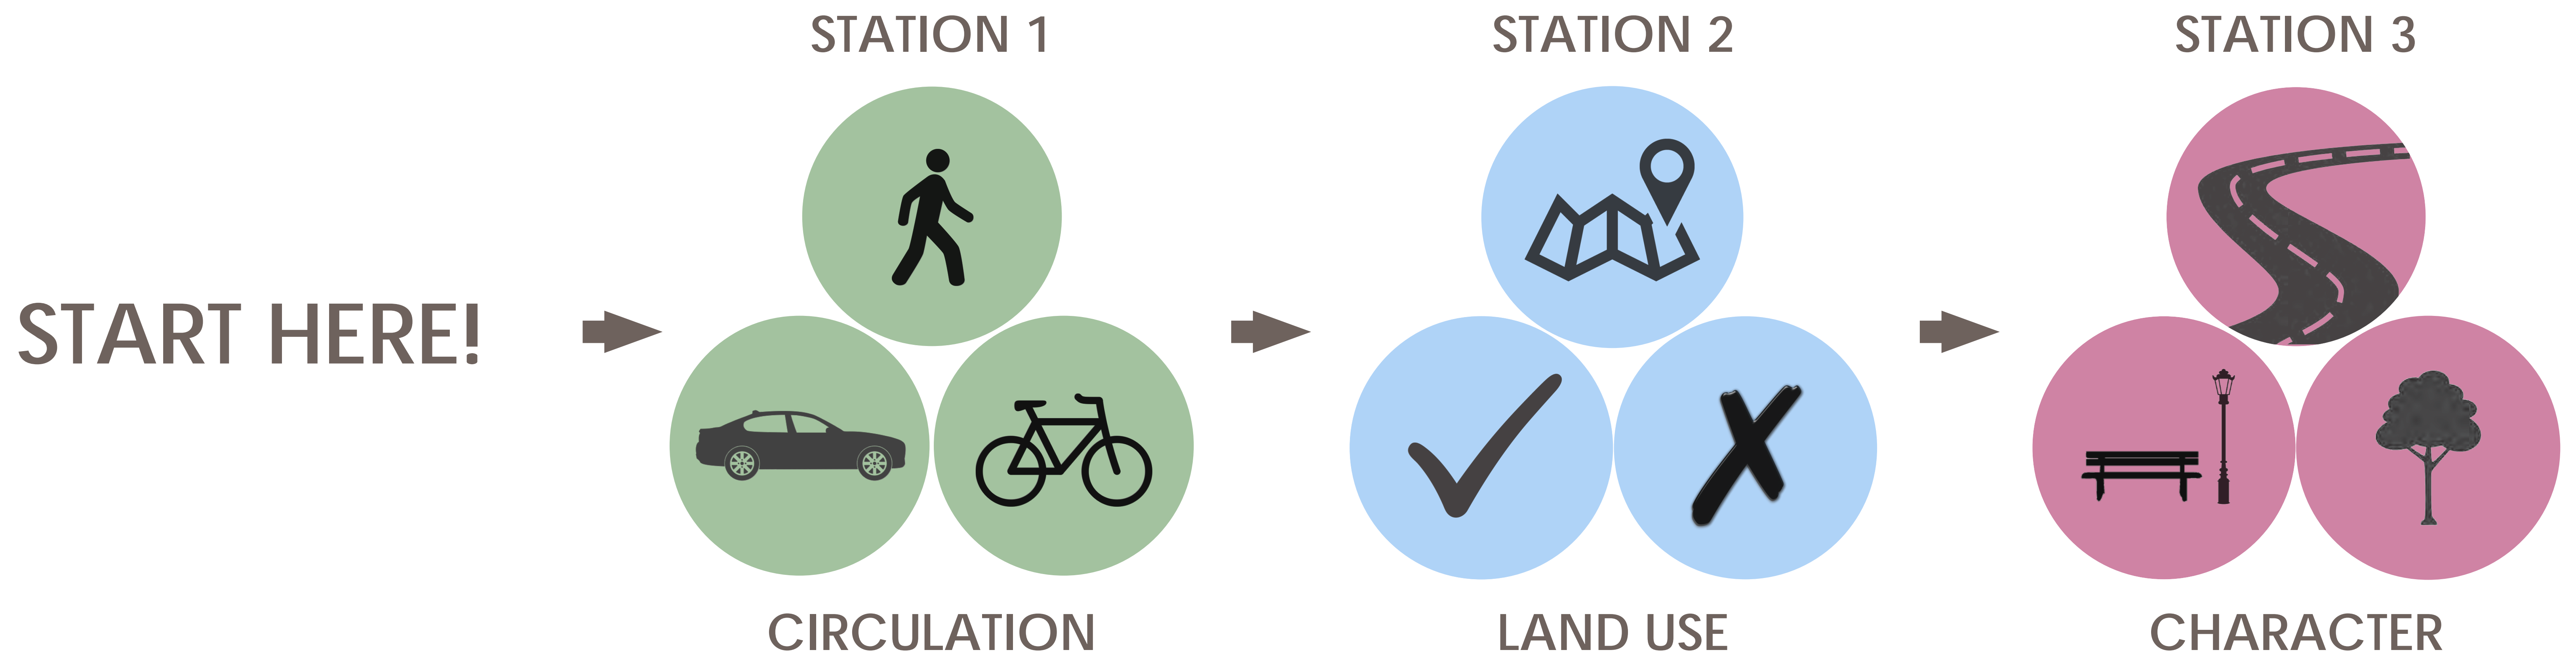 STATION 1
STATION 2
STATION 3
START HERE!
CIRCULATION
LAND USE
CHARACTER